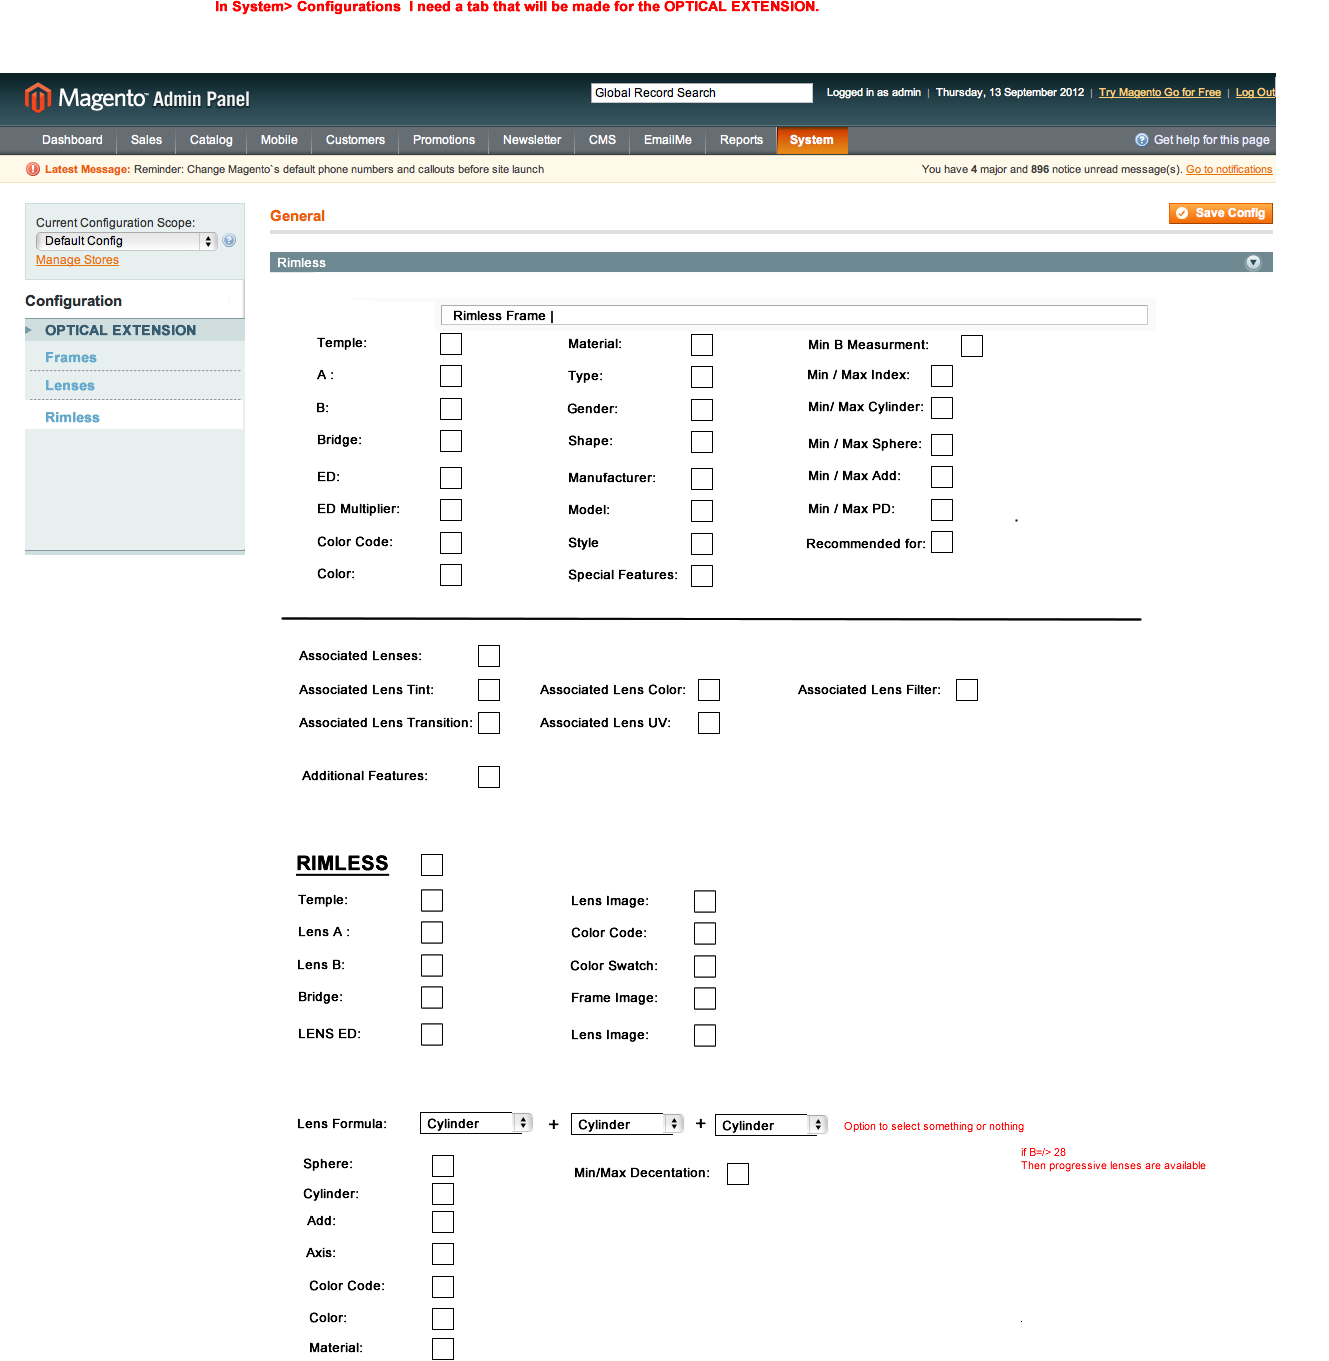 In System> Configurations I need a tab that will be made for the OPTICAL EXTENSION.
Magento Admin Panel
Global Record Search
Logged in as admin | Thursday, 13 September 2012 | Try Magento Go for Free | Log Out
Dashboard Sales Catalog Mobile Customers Promotions Newsletter CMS EmailMe Reports System Get help for this page
Latest Message: Reminder: Change Magento`s default phone numbers and callouts before site launch
You have 4 major and 896 notice unread message(s). Go to notifications
Current Configuration Scope:
Default Config
Manage Stores
Configuration
OPTICAL EXTENSION
Frames
Lenses
Rimless
General
Save Config
Rimless
Rimless Frame |
Temple: Material: Min B Measurment:
A : Type: Min / Max Index:
B: Gender: Min/ Max Cylinder:
Bridge: Shape: Min / Max Sphere:
ED: Manufacturer: Min / Max Add:
ED Multiplier: Model: Min / Max PD:
Color Code: Style Recommended for:
Color: Special Features:
Associated Lenses:
Associated Lens Tint: Associated Lens Color: Associated Lens Filter:
Associated Lens Transition: Associated Lens UV:
Additional Features:
RIMLESS
Temple: Lens Image:
Lens A : Color Code:
Lens B: Color Swatch:
Bridge: Frame Image:
LENS ED: Lens Image:
Lens Formula: Cylinder + Cylinder + Cylinder Option to select something or nothing
if B=/> 28
Then progressive lenses are available
Sphere: Min/Max Decentation:
Cylinder:
Add:
Axis:
Color Code:
Color:
Material: